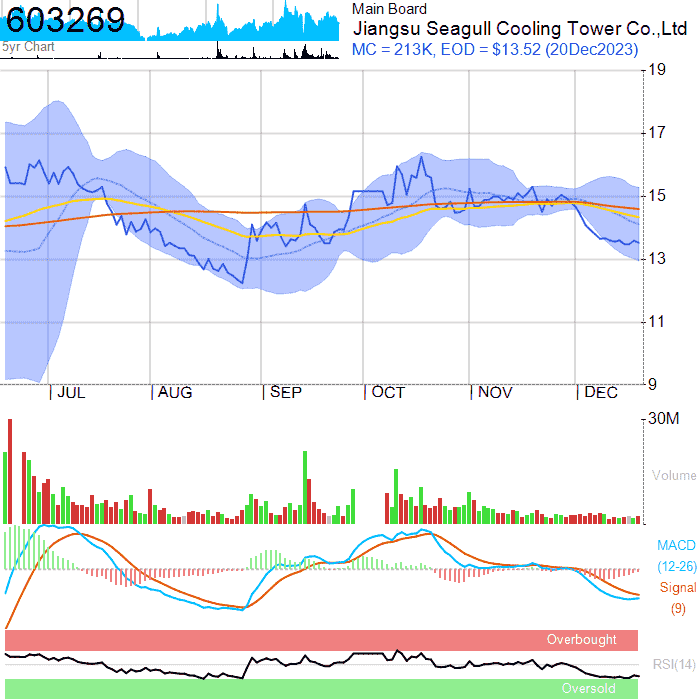 603269
5yr Chart
Main Board
Jiangsu Seagull Cooling Tower Co.,Ltd
MC = 213K, EOD = $13.52 (20Dec2023)
19
17
15
13
11
9
JUL AUG SEP OCT NOV DEC
30M
Volume
MACD
(12-26)
Signal
(9)
Overbought
RSI(14)
Oversold